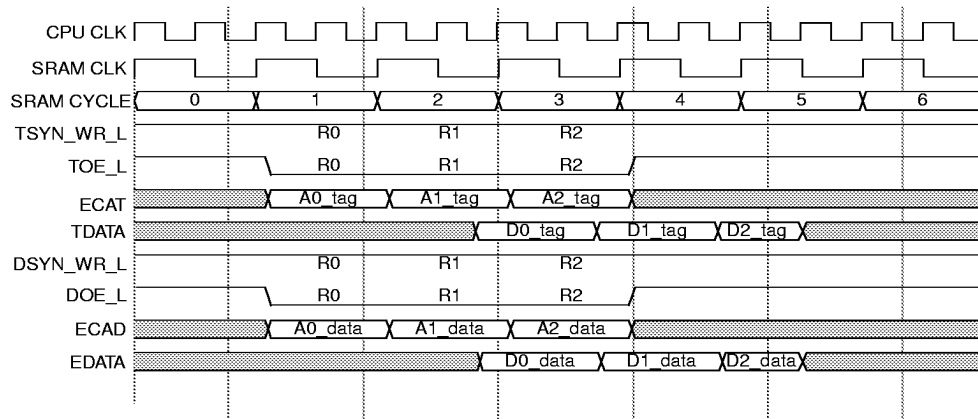 CPU CLK
SRAM CLK
SRAM CYCLE 0 1 2 3 4 5 6
TSYN_WR_L R0 R1 R2
TOE_L R0 R1 R2
ECAT A0_tag A1_tag A2_tag
TDATA D0_tag D1_tag D2_tag
DSYN_WR_L R0 R1 R2
DOE_L R0 R1 R2
ECAD A0_data A1_data A2_data
EDATA D0_data D1_data D2_data